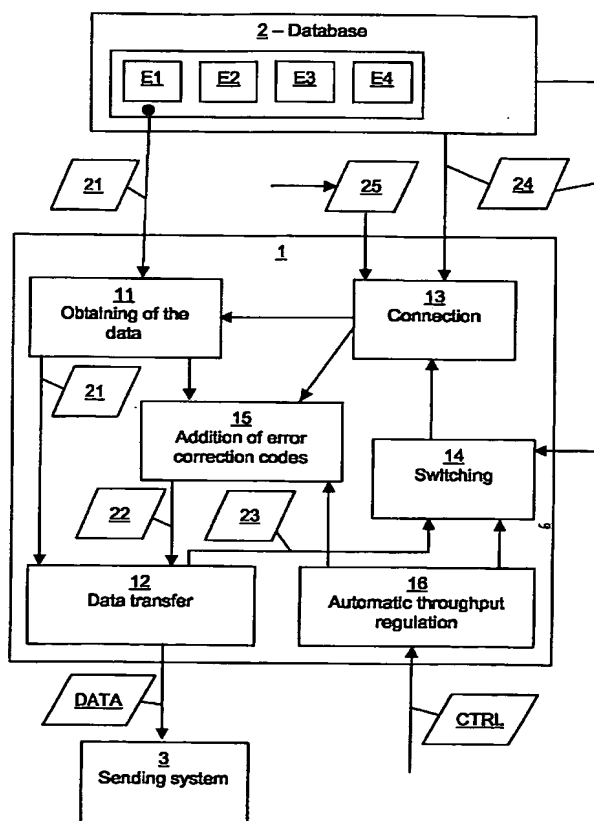 2 – Database
E1 E2 E3 E4
21
25
24
1
11
Obtaining of the
data
13
Connection
21
15
Addition of error
correction codes
14
Switching
22
23
6
12
Data transfer
16
Automatic throughput
regulation
DATA
CTRL
3
Sending system